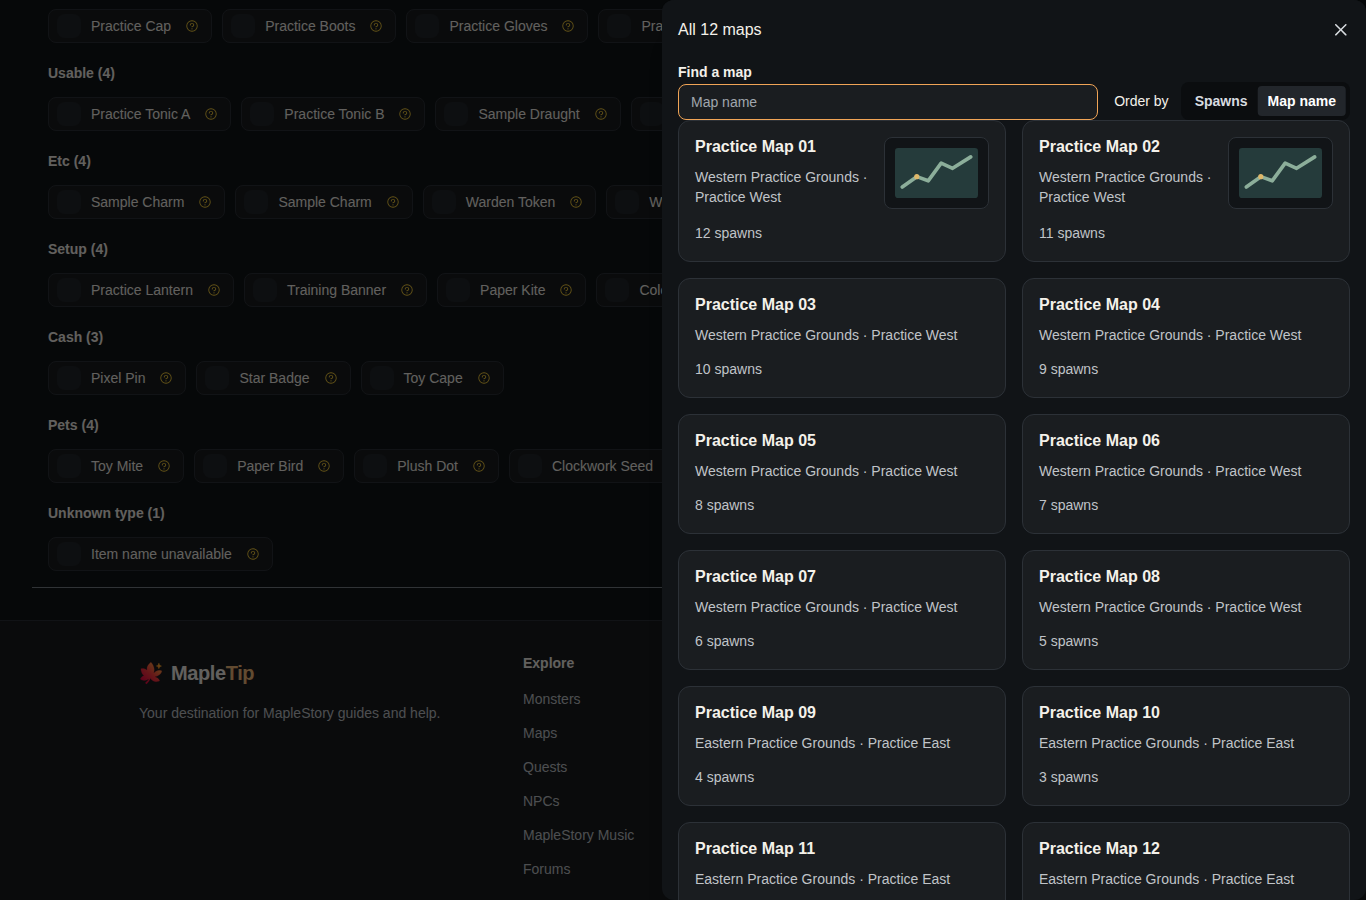 Practice Cap
Practice Boots
Practice Gloves
Pra
Usable (4)
Practice Tonic A
Practice Tonic B
Sample Draught
Etc (4)
Sample Charm
Sample Charm
Warden Token
W
Setup (4)
Practice Lantern
Training Banner
Paper Kite
Cold
Cash (3)
Pixel Pin
Star Badge
Toy Cape
Pets (4)
Toy Mite
Paper Bird
Plush Dot
Clockwork Seed
Unknown type (1)
Item name unavailable
MapleTip
Your destination for MapleStory guides and help.
Explore
Monsters
Maps
Quests
NPCs
MapleStory Music
Forums
All 12 maps
Find a map
Map name
Order by
Spawns
Map name
Practice Map 01
Western Practice Grounds ·
Practice West
12 spawns
Practice Map 02
Western Practice Grounds ·
Practice West
11 spawns
Practice Map 03
Western Practice Grounds · Practice West
10 spawns
Practice Map 04
Western Practice Grounds · Practice West
9 spawns
Practice Map 05
Western Practice Grounds · Practice West
8 spawns
Practice Map 06
Western Practice Grounds · Practice West
7 spawns
Practice Map 07
Western Practice Grounds · Practice West
6 spawns
Practice Map 08
Western Practice Grounds · Practice West
5 spawns
Practice Map 09
Eastern Practice Grounds · Practice East
4 spawns
Practice Map 10
Eastern Practice Grounds · Practice East
3 spawns
Practice Map 11
Eastern Practice Grounds · Practice East
Practice Map 12
Eastern Practice Grounds · Practice East